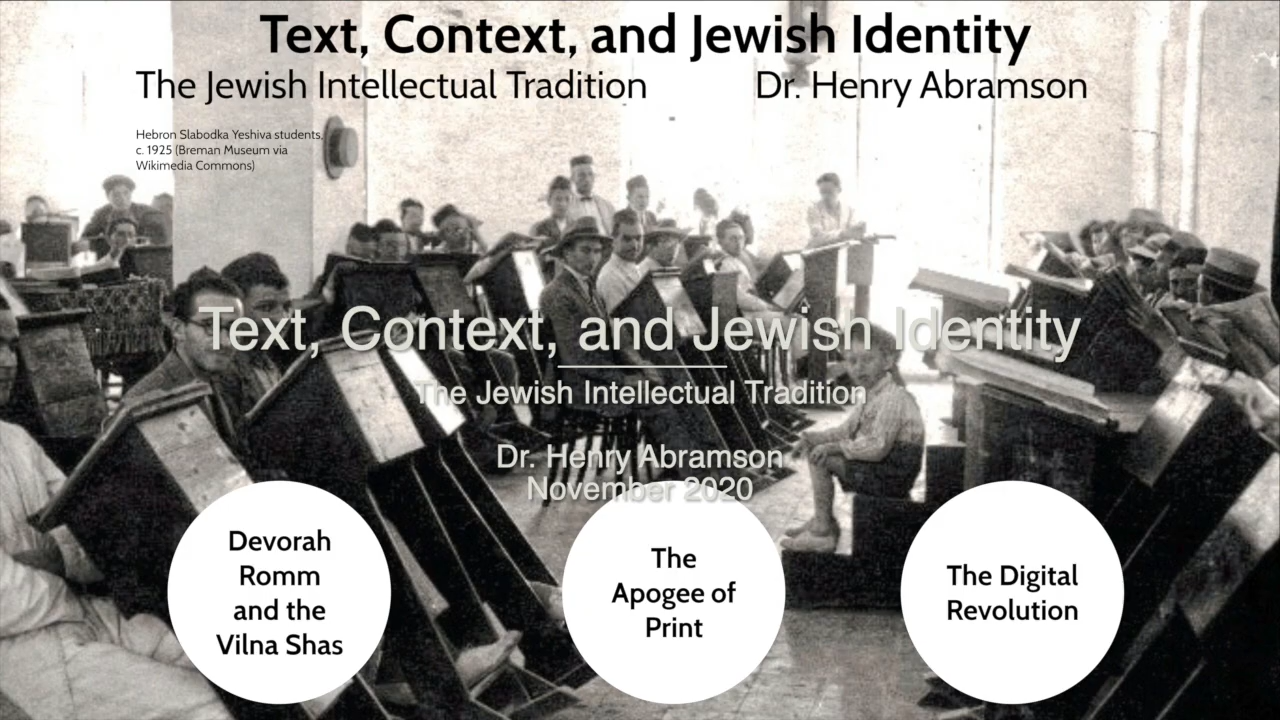 Text, Context, and Jewish Identity
The Jewish Intellectual Tradition
Dr. Henry Abramson
Hebron Slabodka Yeshiva students,
c. 1925 (Breman Museum via
Wikimedia Commons)
Text, Context, and Jewish Identity
The Jewish Intellectual Tradition
Dr. Henry Abramson
November 2020
Devorah
Romm
and the
Vilna Shas
The
Apogee of
Print
The Digital
Revolution